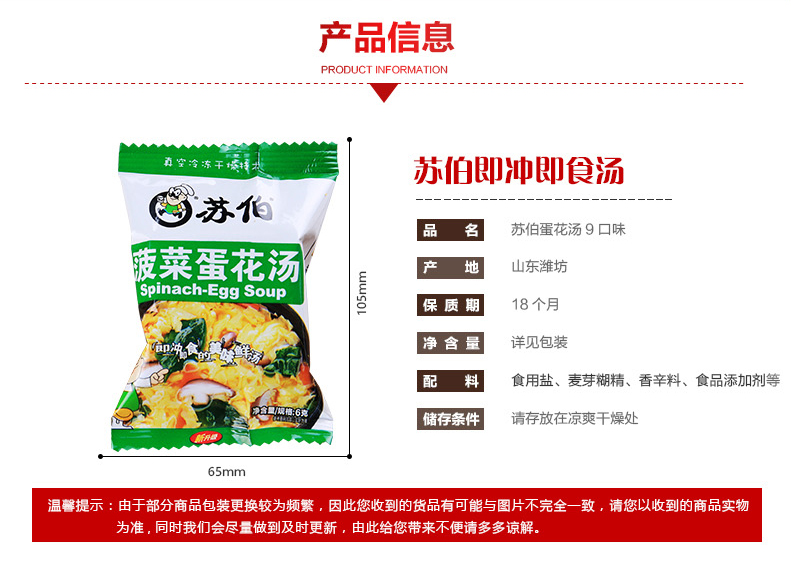 产品信息
PRODUCT INFORMATION
真空冷冻干燥技术
苏伯
菠菜蛋花汤
Spinach-Egg Soup
即冲即食的美味鲜汤
净含量/规格:6克
新升级
105mm
65mm
苏伯即冲即食汤
品 名 苏伯蛋花汤 9 口味
产 地 山东潍坊
保 质 期 18 个月
净 含 量 详见包装
配 料 食用盐、麦芽糊精、香辛料、食品添加剂等
储存条件 请存放在凉爽干燥处
温馨提示：由于部分商品包装更换较为频繁，因此您收到的货品有可能与图片不完全一致，请您以收到的商品实物
为准，同时我们会尽量做到及时更新，由此给您带来不便请多多谅解。